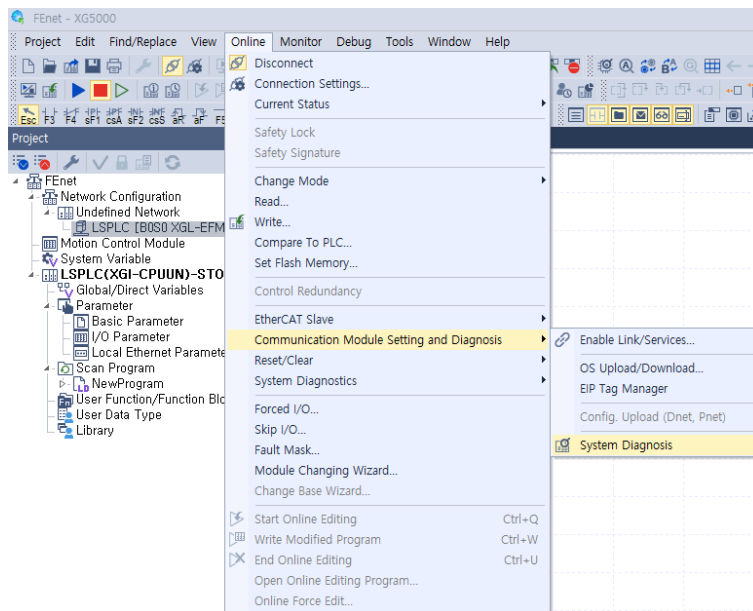 FEnet - XG5000
Project Edit Find/Replace View Online Monitor Debug Tools Window Help
Esc F3 F4 sF1 csA sF2 csS aR aF
Project
FEnet
Network Configuration
Undefined Network
LSPLC [B0S0 XGL-EFM
Motion Control Module
System Variable
LSPLC(XGI-CPUUN)-STO
Global/Direct Variables
Parameter
Basic Parameter
I/O Parameter
Local Ethernet Paramete
Scan Program
NewProgram
User Function/Function Blo
User Data Type
Library
Disconnect
Connection Settings...
Current Status
Safety Lock
Safety Signature
Change Mode
Read...
Write...
Compare To PLC...
Set Flash Memory...
Control Redundancy
EtherCAT Slave
Communication Module Setting and Diagnosis
Reset/Clear
System Diagnostics
Forced I/O...
Skip I/O...
Fault Mask...
Module Changing Wizard...
Change Base Wizard...
Start Online Editing Ctrl+Q
Write Modified Program Ctrl+W
End Online Editing Ctrl+U
Open Online Editing Program...
Online Force Edit...
Enable Link/Services...
OS Upload/Download...
EIP Tag Manager
Config. Upload (Dnet, Pnet)
System Diagnosis